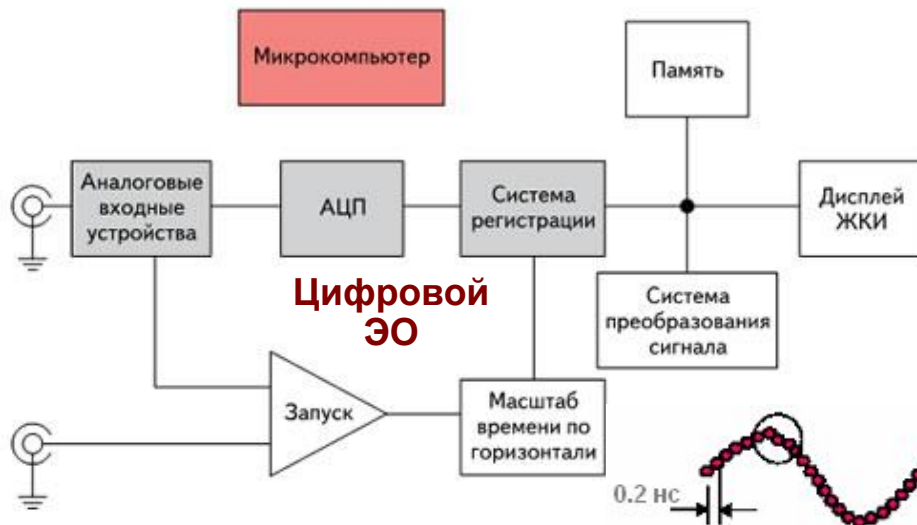 Микрокомпьютер
Память
Аналоговые
входные
устройства
АЦП
Система
регистрации
Дисплей
ЖКИ
Цифровой
ЭО
Система
преобразования
сигнала
Запуск
Масштаб
времени по
горизонтали
0.2 нс